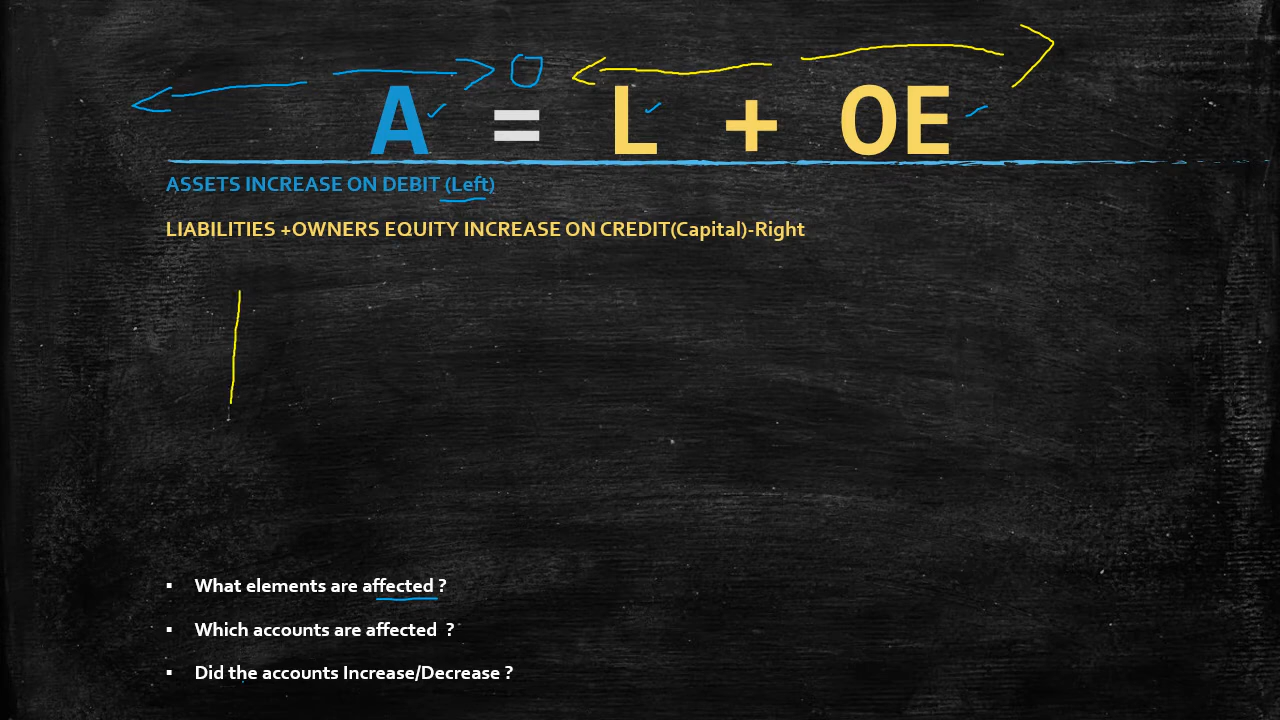 A = L + OE
ASSETS INCREASE ON DEBIT (Left)
LIABILITIES +OWNERS EQUITY INCREASE ON CREDIT(Capital)-Right
▪ What elements are affected ?
▪ Which accounts are affected ?
▪ Did the accounts Increase/Decrease ?